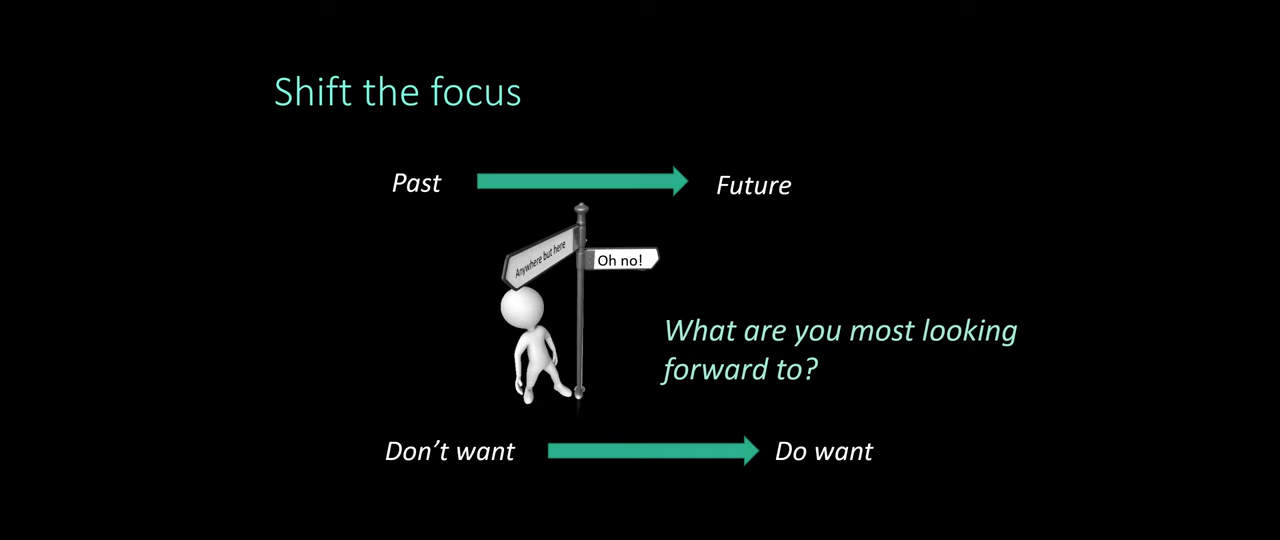 Shift the focus
Past
Future
Anywhere but here
Oh no!
What are you most looking
forward to?
Don’t want
Do want